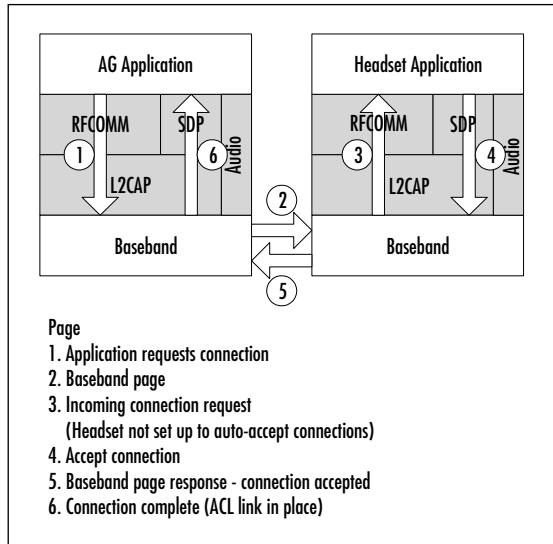 AG Application
Headset Application
RFCOMM
SDP
Audio
1
6
L2CAP
Baseband
RFCOMM
SDP
Audio
3
4
L2CAP
Baseband
2
5
Page
1. Application requests connection
2. Baseband page
3. Incoming connection request
(Headset not set up to auto-accept connections)
4. Accept connection
5. Baseband page response - connection accepted
6. Connection complete (ACL link in place)